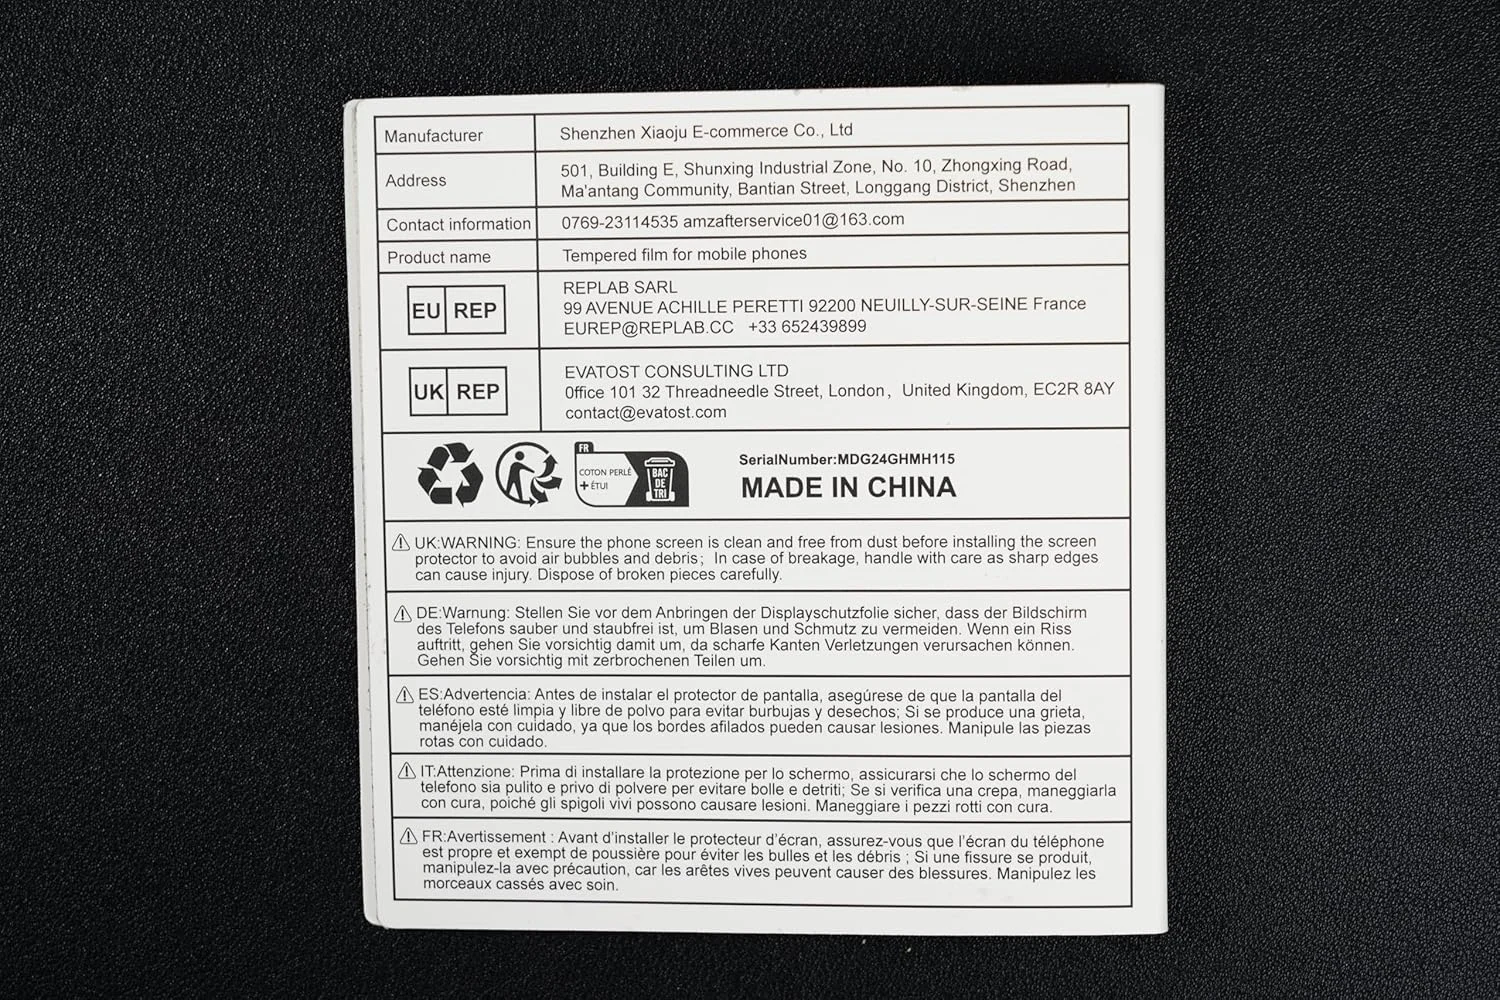 Manufacturer
Shenzhen Xiaoju E-commerce Co., Ltd
Address
501, Building E, Shunxing Industrial Zone, No. 10, Zhongxing Road,
Ma'antang Community, Bantian Street, Longgang District, Shenzhen
Contact information
0769-23114535 amzafterservice01@163.com
Product name
Tempered film for mobile phones
EU REP
REPLAB SARL
99 AVENUE ACHILLE PERETTI 92200 NEUILLY-SUR-SEINE France
EUREP@REPLAB.CC +33 652439899
UK REP
EVATOST CONSULTING LTD
0ffice 101 32 Threadneedle Street, London, United Kingdom, EC2R 8AY
contact@evatost.com
FR
COTON PERLÉ
+ ÉTUI
BAC
DE
TRI
SerialNumber:MDG24GHMH115
MADE IN CHINA
UK:WARNING: Ensure the phone screen is clean and free from dust before installing the screen
protector to avoid air bubbles and debris; In case of breakage, handle with care as sharp edges
can cause injury. Dispose of broken pieces carefully.
DE:Warnung: Stellen Sie vor dem Anbringen der Displayschutzfolie sicher, dass der Bildschirm
des Telefons sauber und staubfrei ist, um Blasen und Schmutz zu vermeiden. Wenn ein Riss
auftritt, gehen Sie vorsichtig damit um, da scharfe Kanten Verletzungen verursachen können.
Gehen Sie vorsichtig mit zerbrochenen Teilen um.
ES:Advertencia: Antes de instalar el protector de pantalla, asegúrese de que la pantalla del
teléfono esté limpia y libre de polvo para evitar burbujas y desechos; Si se produce una grieta,
manéjela con cuidado, ya que los bordes afilados pueden causar lesiones. Manipule las piezas
rotas con cuidado.
IT:Attenzione: Prima di installare la protezione per lo schermo, assicurarsi che lo schermo del
telefono sia pulito e privo di polvere per evitare bolle e detriti; Se si verifica una crepa, maneggiarla
con cura, poiché gli spigoli vivi possono causare lesioni. Maneggiare i pezzi rotti con cura.
FR:Avertissement : Avant d'installer le protecteur d'écran, assurez-vous que l'écran du téléphone
est propre et exempt de poussière pour éviter les bulles et les débris ; Si une fissure se produit,
manipulez-la avec précaution, car les arêtes vives peuvent causer des blessures. Manipulez les
morceaux cassés avec soin.